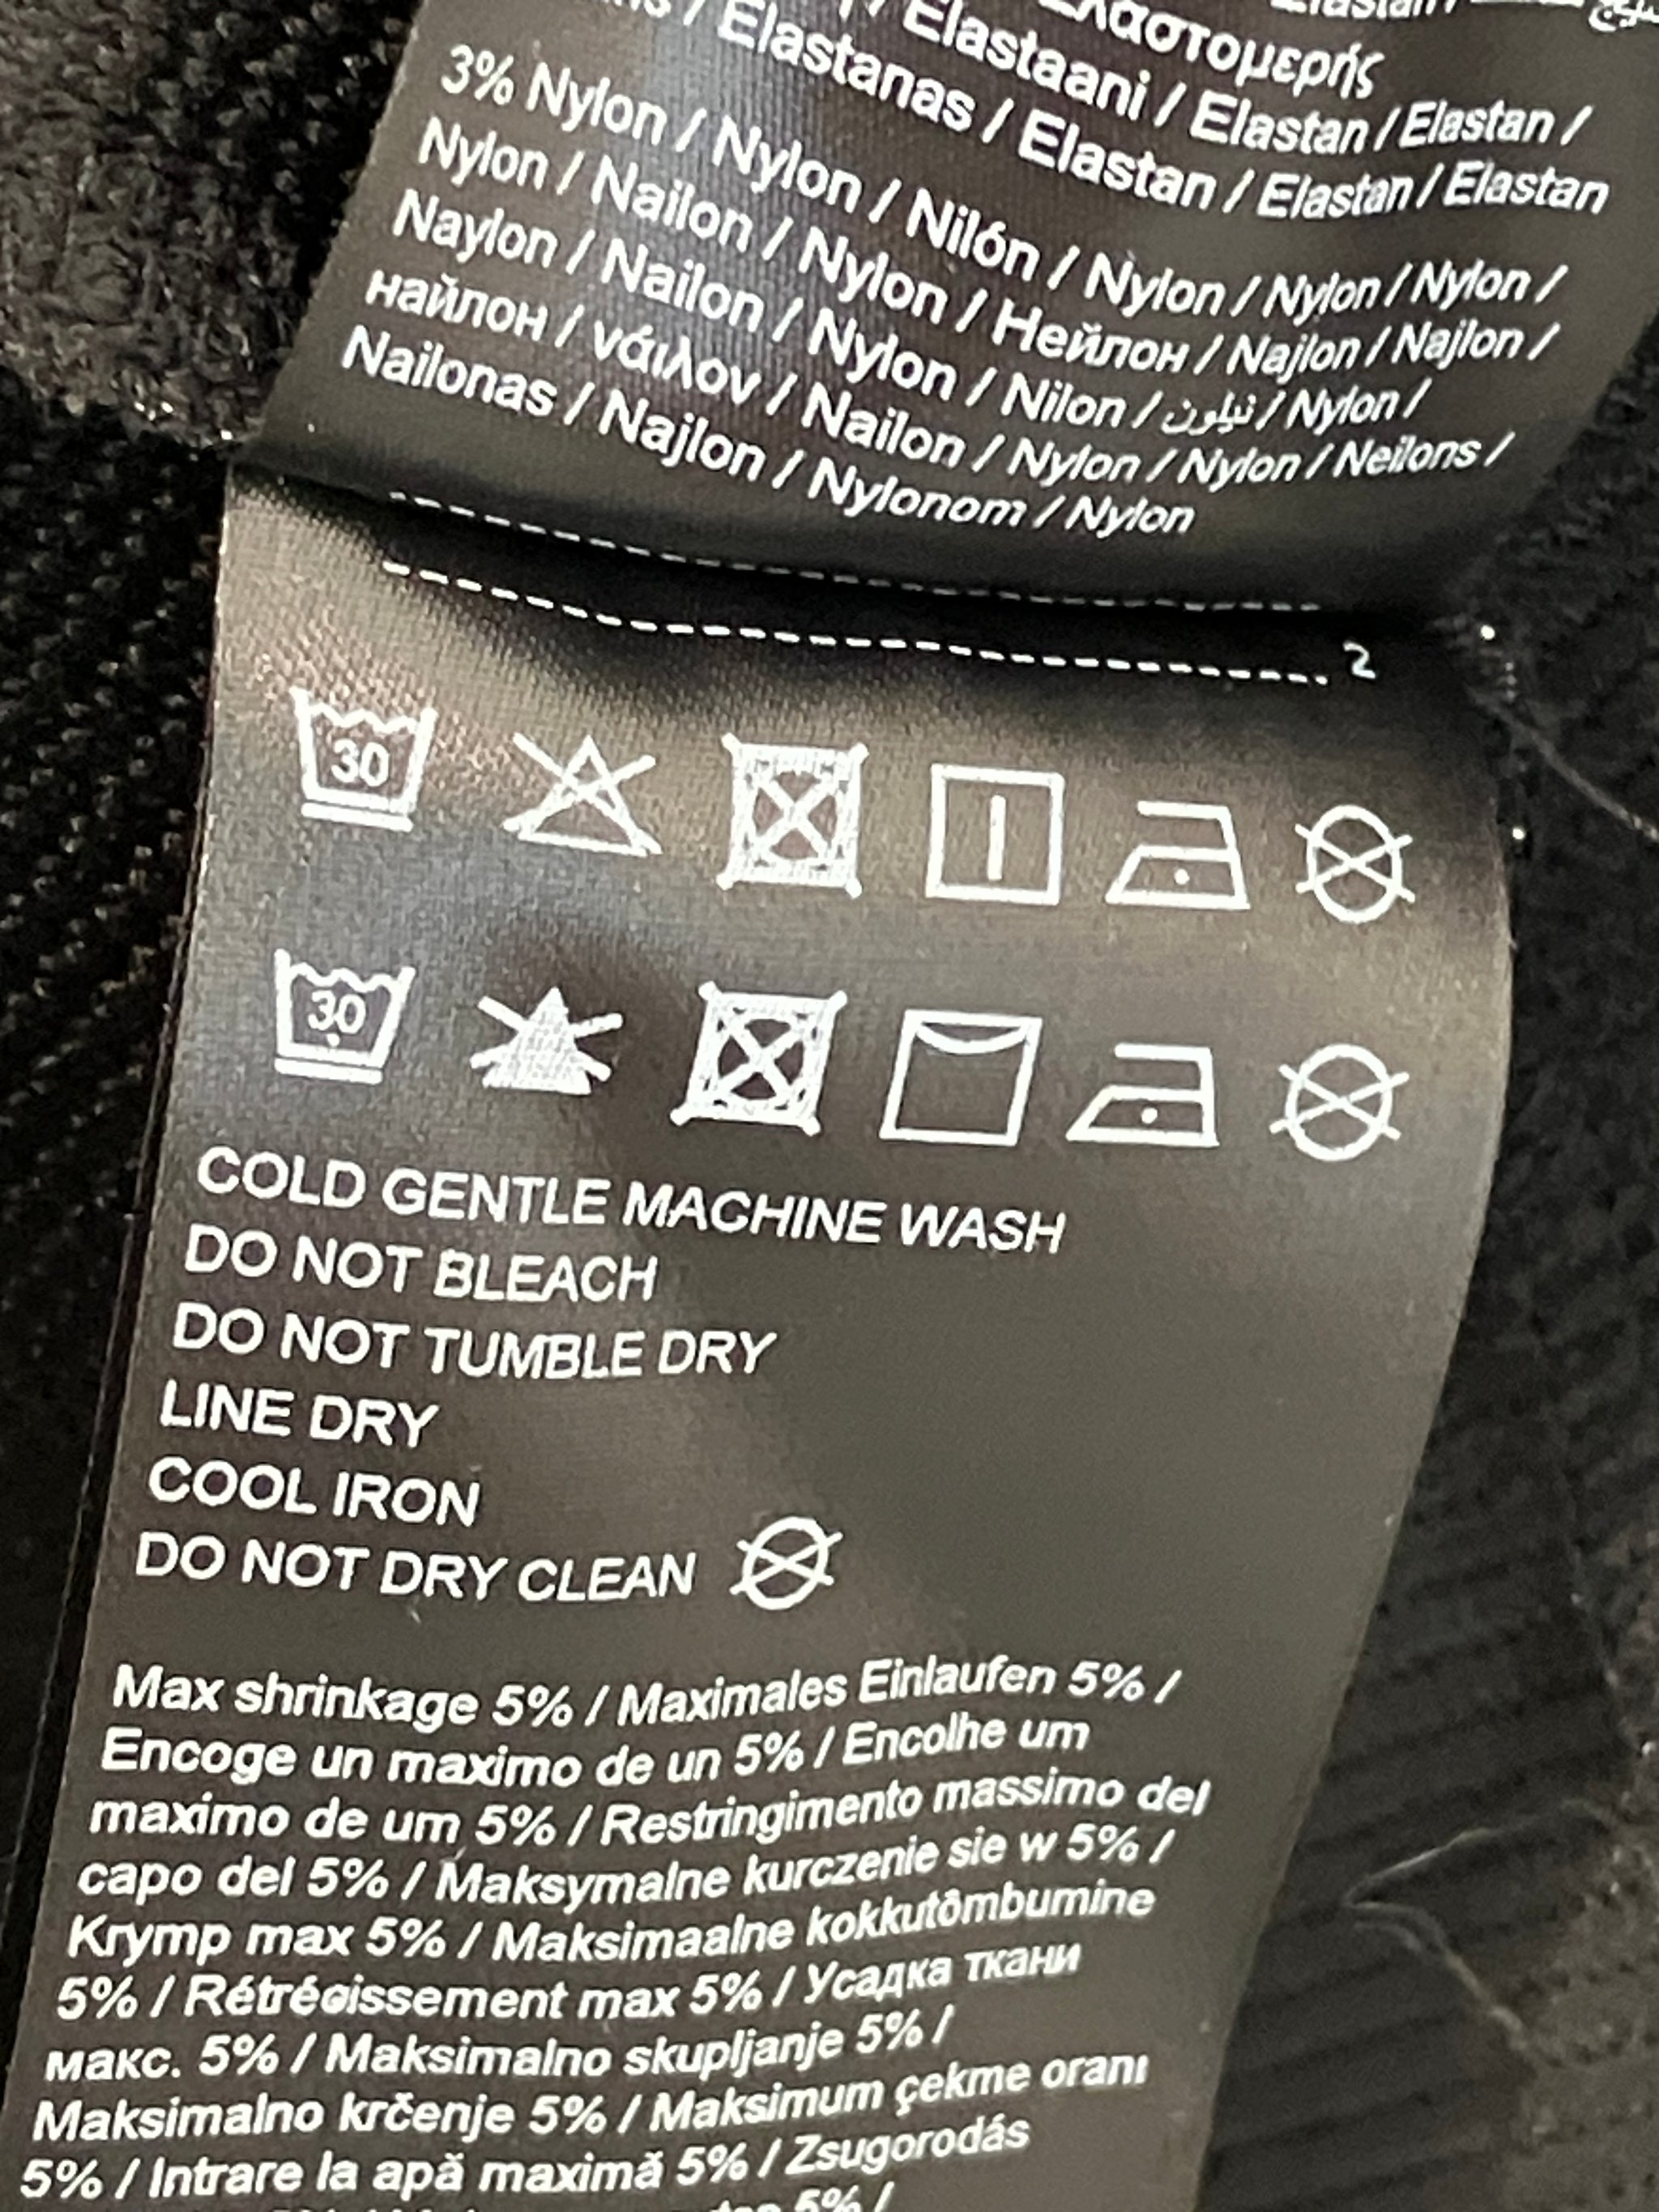 Ελαστομερής
/ Elastaani / Elastan / Elastan /
/ Elastanas / Elastan / Elastan / Elastan
3% Nylon / Nylon / Nilón / Nylon / Nylon / Nylon /
Nylon / Nailon / Nylon / Нейлон / Najlon / Najlon /
Naylon / Nailon / Nylon / Nilon / نيلون / Nylon /
найлон / νάιλον / Nailon / Nylon / Nylon / Neilons /
Nailonas / Najlon / Nylonom / Nylon
2
30
30
COLD GENTLE MACHINE WASH
DO NOT BLEACH
DO NOT TUMBLE DRY
LINE DRY
COOL IRON
DO NOT DRY CLEAN
Max shrinkage 5% / Maximales Einlaufen 5% /
Encoge un maximo de un 5% / Encolhe um
maximo de um 5% / Restringimento massimo del
capo del 5% / Maksymalne kurczenie sie w 5% /
Krymp max 5% / Maksimaalne kokkutõmbumine
5% / Rétrécissement max 5% / Усадка ткани
макс. 5% / Maksimalno skupljanje 5% /
Maksimalno krčenje 5% / Maksimum çekme oranı
5% / Intrare la apă maximă 5% / Zsugorodás
5% /